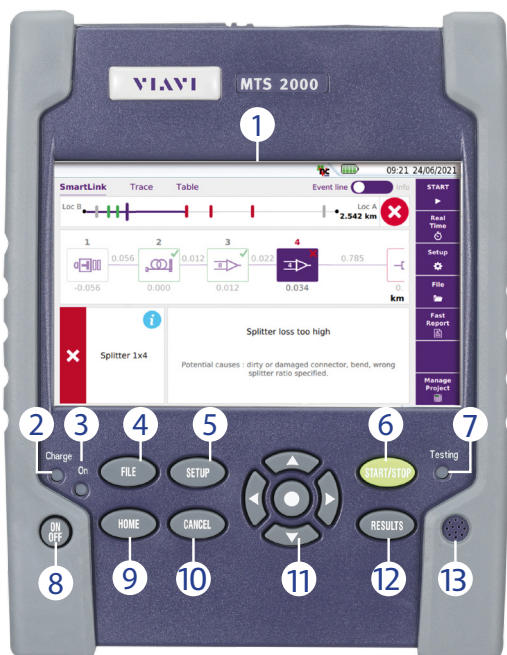 VIAVI
MTS 2000
1
DC
09:21 24/06/2021
SmartLink Trace Table Event line Info
START
Loc B
Loc A
2.542 km
Real
Time
1 2 3 4
0.056 0.012 0.022 0.785
Setup
-0.056 0.000 0.012 0.034 0.
km
File
Splitter 1x4
Splitter loss too high
Potential causes : dirty or damaged connector, bend, wrong
splitter ratio specified.
Fast
Report
Manage
Project
2 3 4 5 6 7
Charge
On
FILE
SETUP
START/STOP
Testing
ON
OFF
HOME
CANCEL
RESULTS
8 9 10 11 12 13